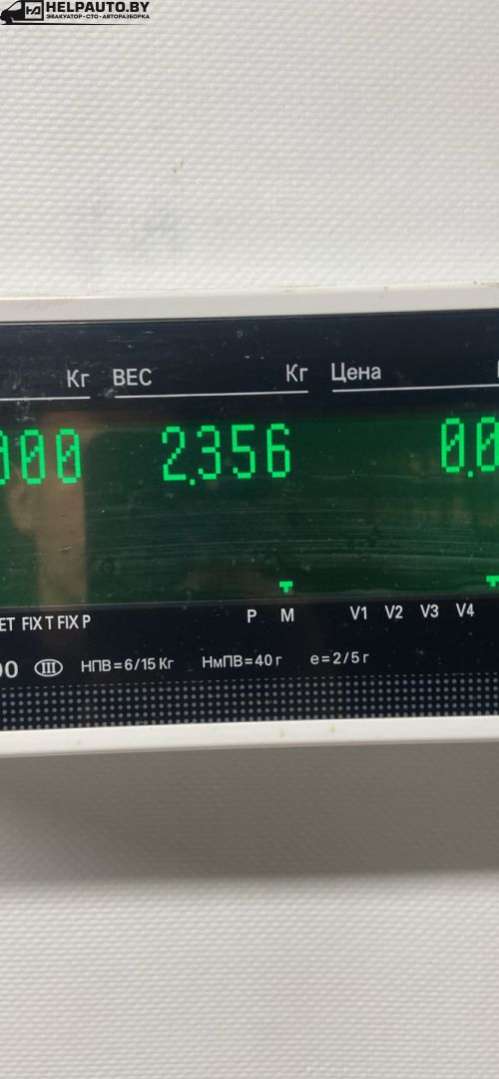 HELPAUTO.BY
ЭВАКУАТОР•СТО•АВТОРАЗБОРКА
Кг ВЕС Кг Цена
000 2.356 0.0
ET FIX T FIX P P M V1 V2 V3 V4
00 III НПВ=6/15 Кг НмПВ=40 г е=2/5 г